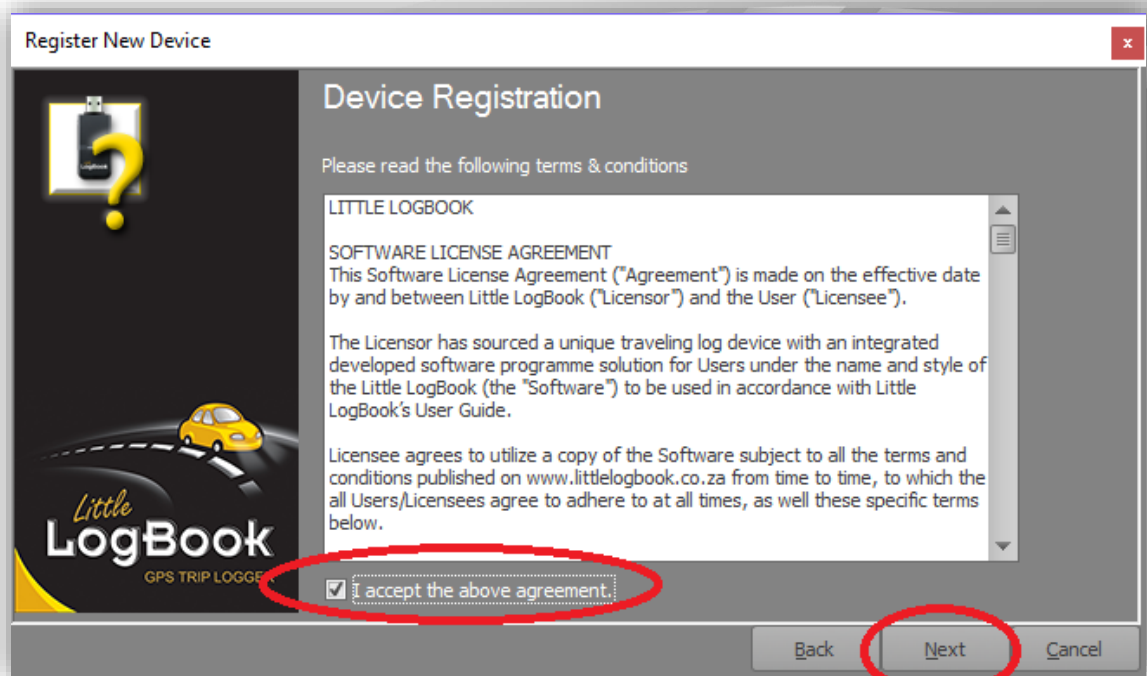 Register New Device
x
Device Registration
Please read the following terms & conditions
LITTLE LOGBOOK
SOFTWARE LICENSE AGREEMENT
This Software License Agreement ("Agreement") is made on the effective date
by and between Little LogBook ("Licensor") and the User ("Licensee").
The Licensor has sourced a unique traveling log device with an integrated
developed software programme solution for Users under the name and style of
the Little LogBook (the "Software") to be used in accordance with Little
LogBook's User Guide.
Licensee agrees to utilize a copy of the Software subject to all the terms and
conditions published on www.littlelogbook.co.za from time to time, to which the
all Users/Licensees agree to adhere to at all times, as well these specific terms
below.
I accept the above agreement.
Little
LogBook
GPS TRIP LOGGER
LogBook
Back
Next
Cancel